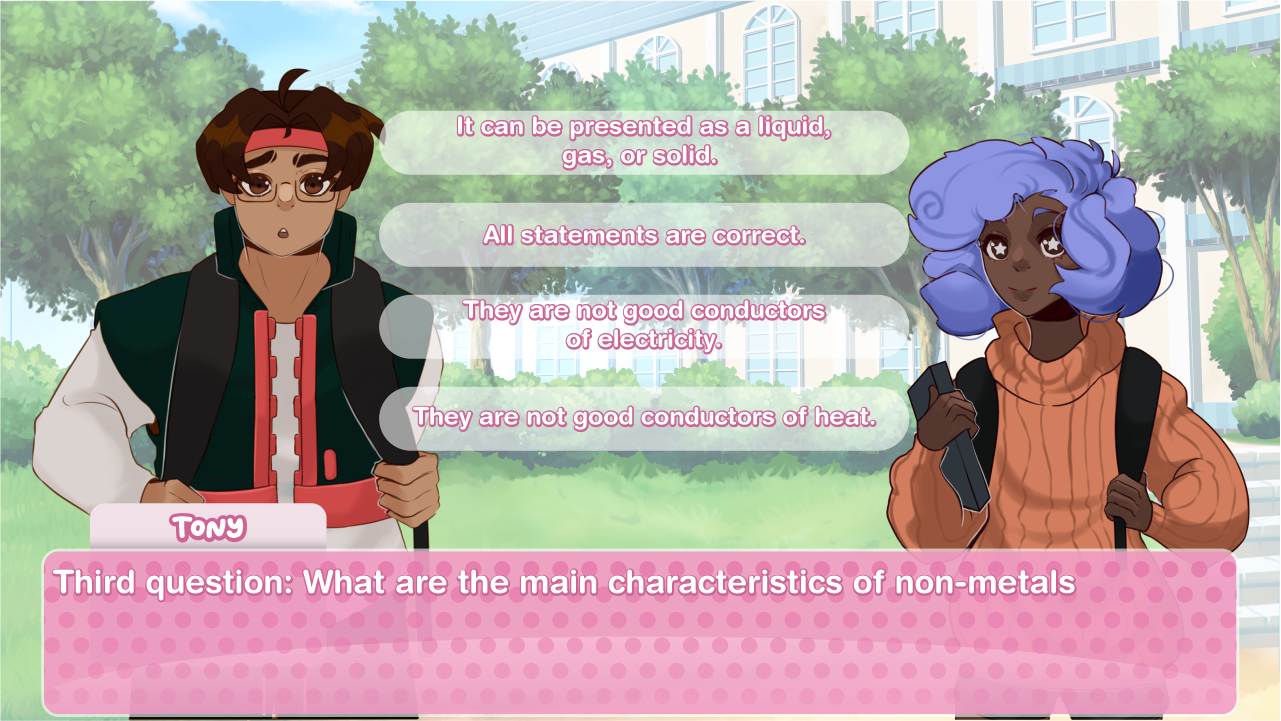 It can be presented as a liquid,
gas, or solid.
All statements are correct.
They are not good conductors
of electricity.
They are not good conductors of heat.
TONY
Third question: What are the main characteristics of non-metals